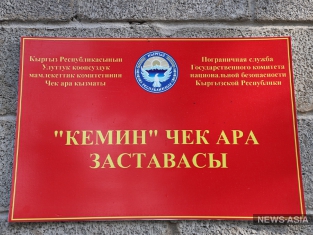 Кыргыз Республикасынын
Улуттук коопсуздук
мамлекеттик комитетинин
Чек ара кызматы
Пограничная служба
Государственного комитета
национальной безопасности
Кыргызской Республики
"КЕМИН" ЧЕК АРА
ЗАСТАВАСЫ
NEWS-ASIA